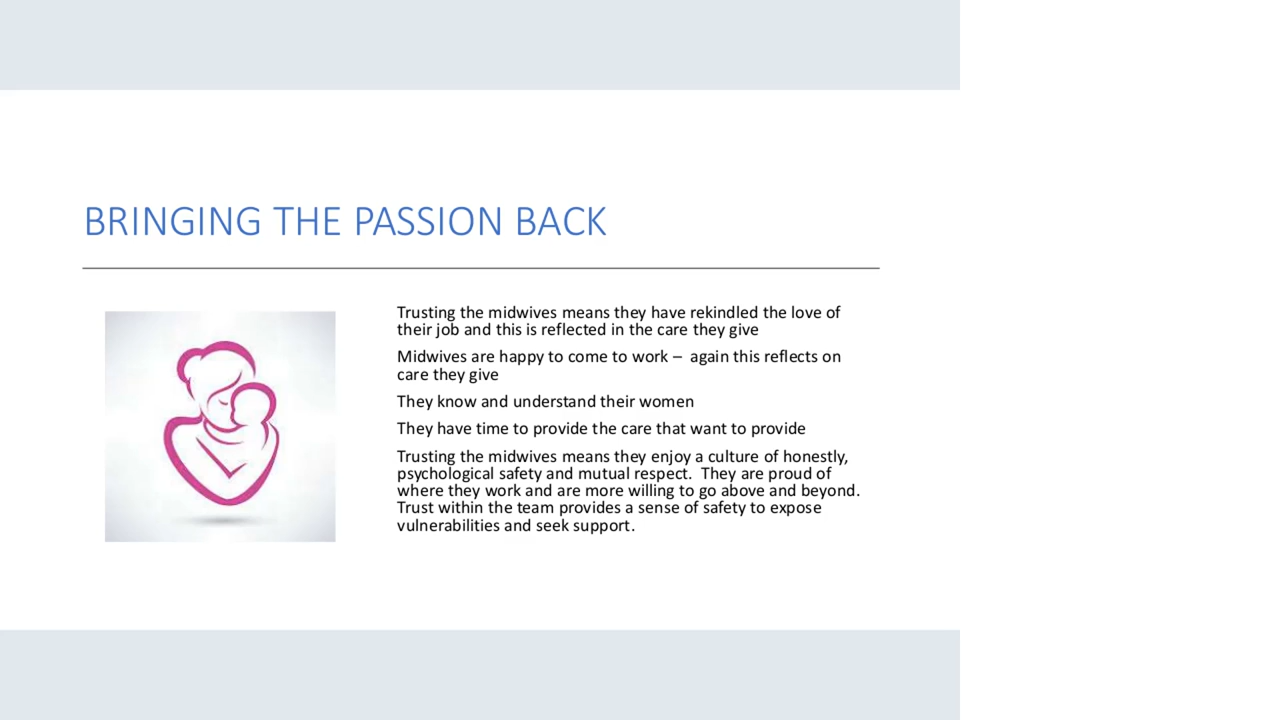 BRINGING THE PASSION BACK
Trusting the midwives means they have rekindled the love of
their job and this is reflected in the care they give
Midwives are happy to come to work –  again this reflects on
care they give
They know and understand their women
They have time to provide the care that want to provide
Trusting the midwives means they enjoy a culture of honestly,
psychological safety and mutual respect.  They are proud of
where they work and are more willing to go above and beyond.
Trust within the team provides a sense of safety to expose
vulnerabilities and seek support.